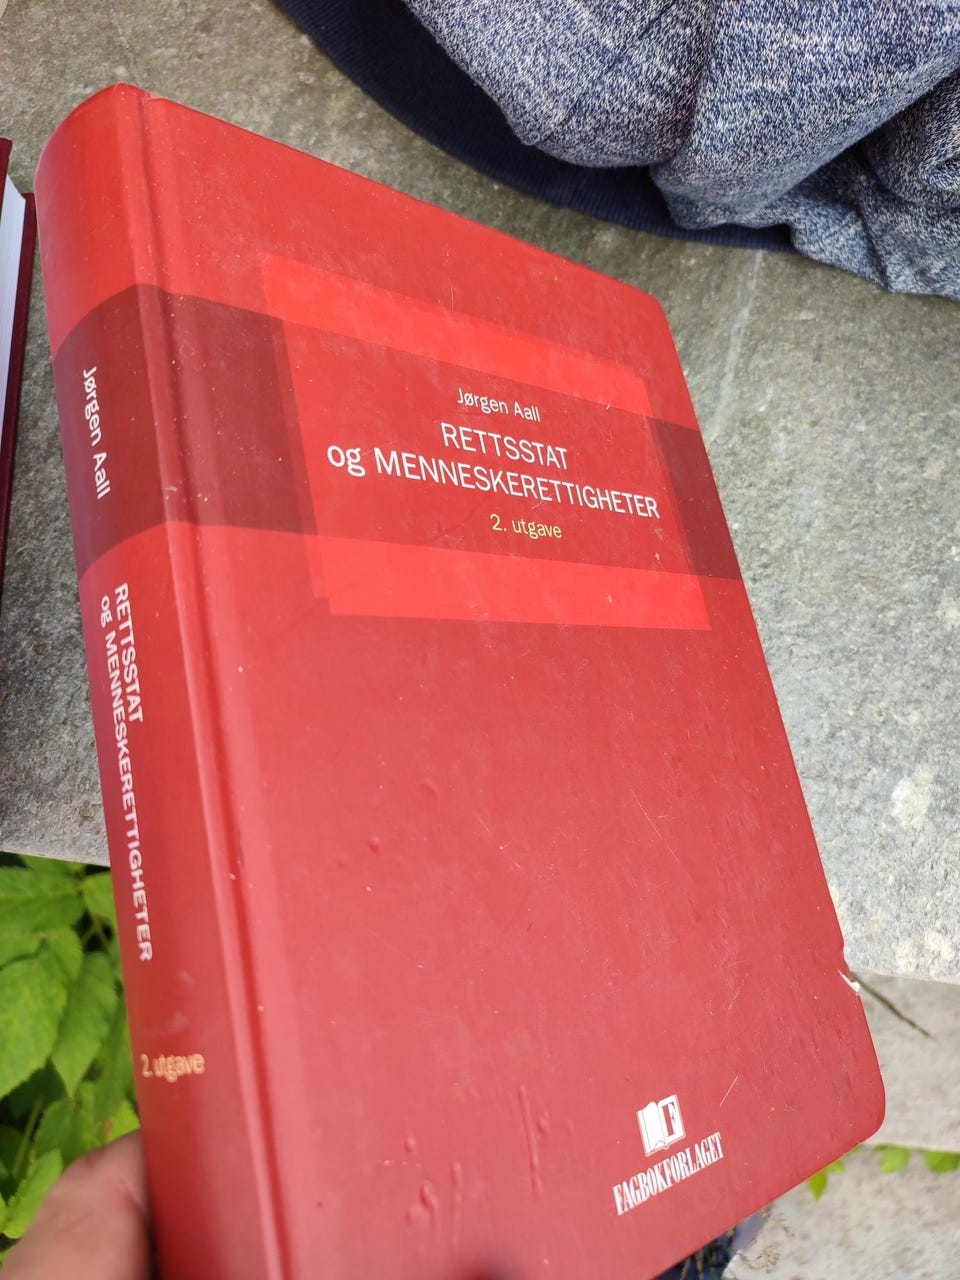 Jørgen Aall
RETTSSTAT
og MENNESKERETTIGHETER
2. utgave
Jørgen Aall
RETTSSTAT
og MENNESKERETTIGHETER
2. utgave
F
FAGBOKFORLAGET